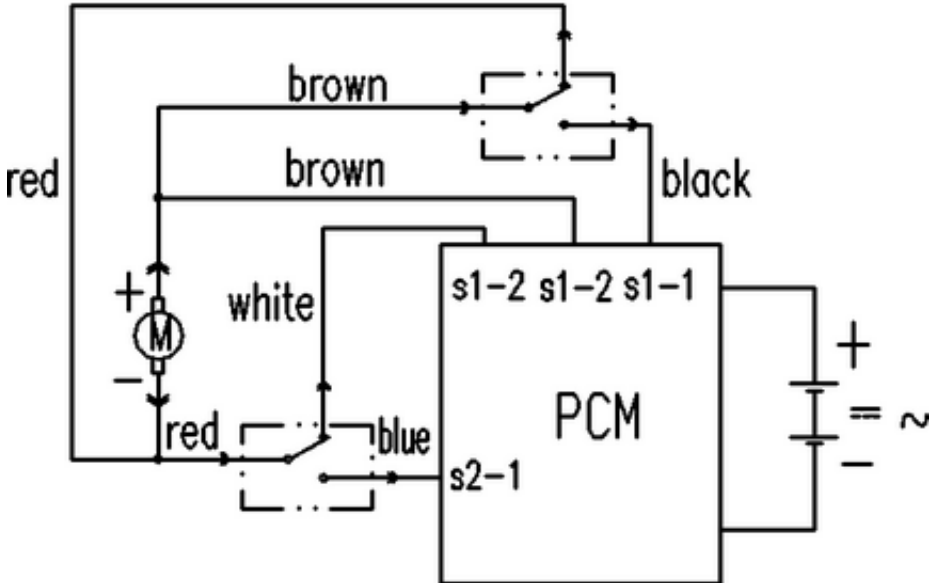 brown
brown
red
black
s1-2 s1-2 s1-1
white
+
M
+
PCM
= ~
−
−
red
blue
s2-1